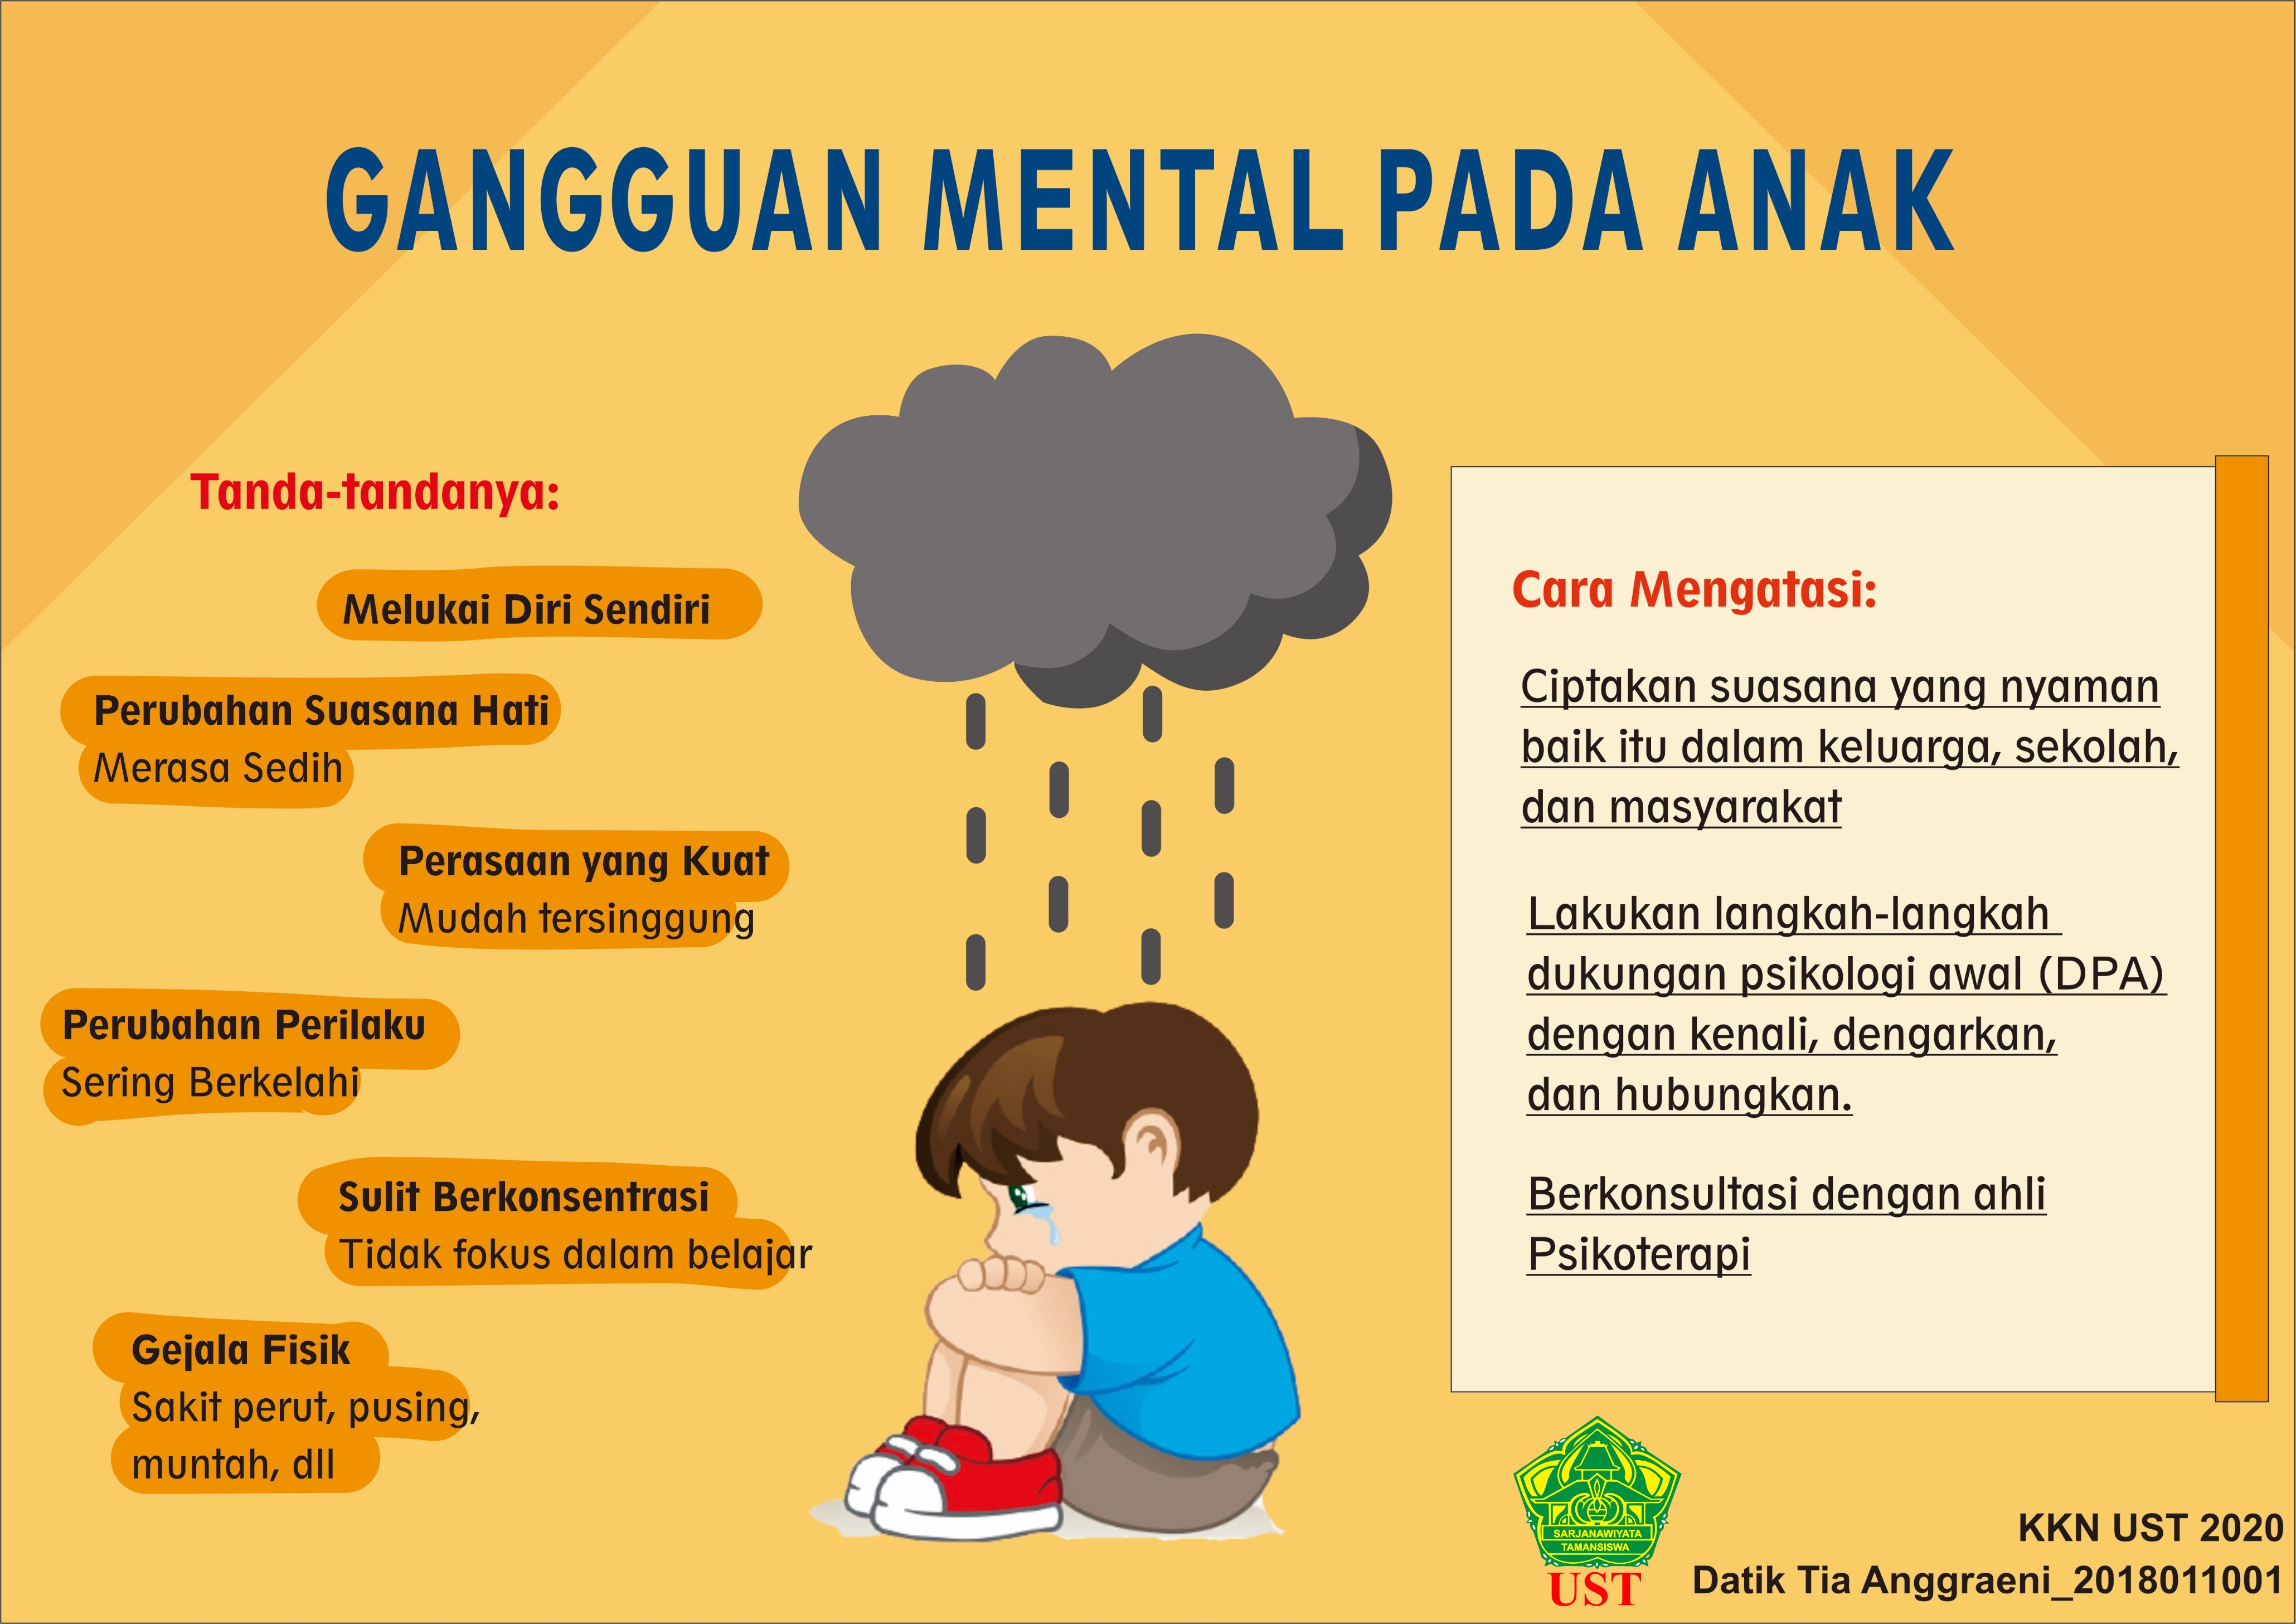 GANGGUAN MENTAL PADA ANAK
Tanda-tandanya:
Melukai Diri Sendiri
Perubahan Suasana Hati
Merasa Sedih
Perasaan yang Kuat
Mudah tersinggung
Perubahan Perilaku
Sering Berkelahi
Sulit Berkonsentrasi
Tidak fokus dalam belajar
Gejala Fisik
Sakit perut, pusing,
muntah, dll
Cara Mengatasi:
Ciptakan suasana yang nyaman
baik itu dalam keluarga, sekolah,
dan masyarakat
Lakukan langkah-langkah
dukungan psikologi awal (DPA)
dengan kenali, dengarkan,
dan hubungkan.
Berkonsultasi dengan ahli
Psikoterapi
SARJANAWIYATA
TAMANSISWA
UST
KKN UST 2020
Datik Tia Anggraeni_2018011001